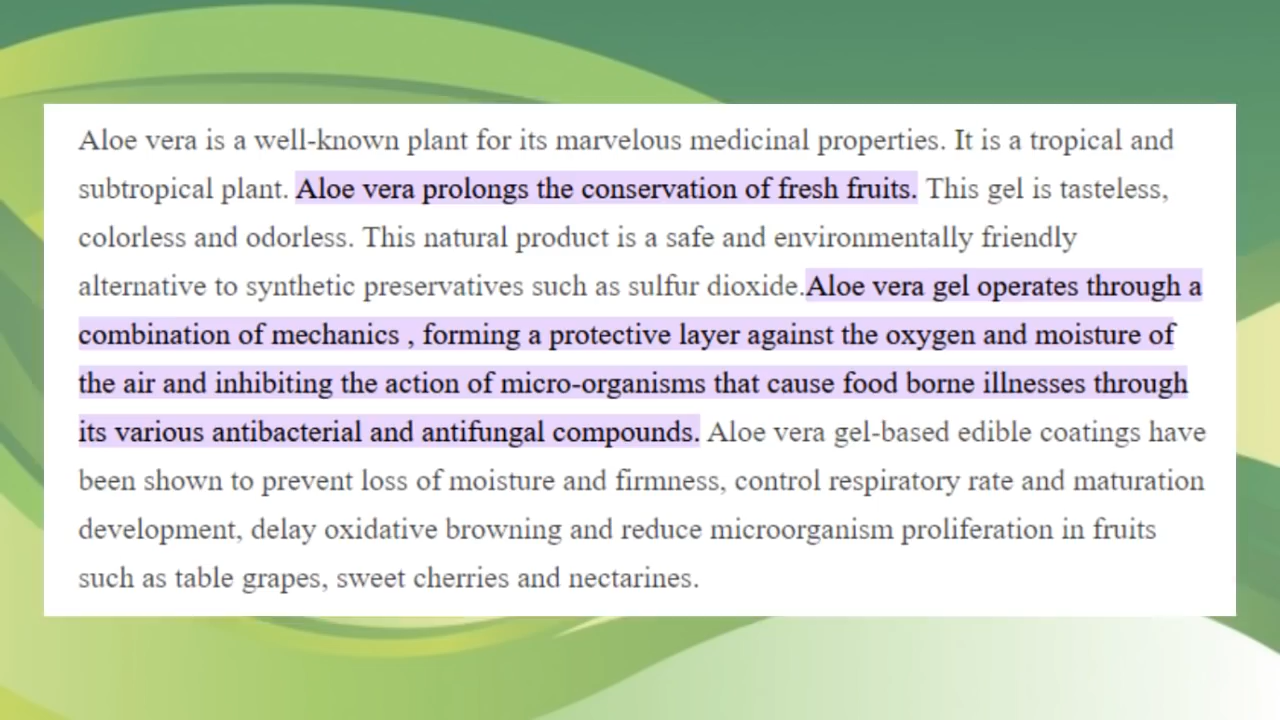 Aloe vera is a well-known plant for its marvelous medicinal properties. It is a tropical and
subtropical plant. Aloe vera prolongs the conservation of fresh fruits. This gel is tasteless,
colorless and odorless. This natural product is a safe and environmentally friendly
alternative to synthetic preservatives such as sulfur dioxide.Aloe vera gel operates through a
combination of mechanics , forming a protective layer against the oxygen and moisture of
the air and inhibiting the action of micro-organisms that cause food borne illnesses through
its various antibacterial and antifungal compounds. Aloe vera gel-based edible coatings have
been shown to prevent loss of moisture and firmness, control respiratory rate and maturation
development, delay oxidative browning and reduce microorganism proliferation in fruits
such as table grapes, sweet cherries and nectarines.